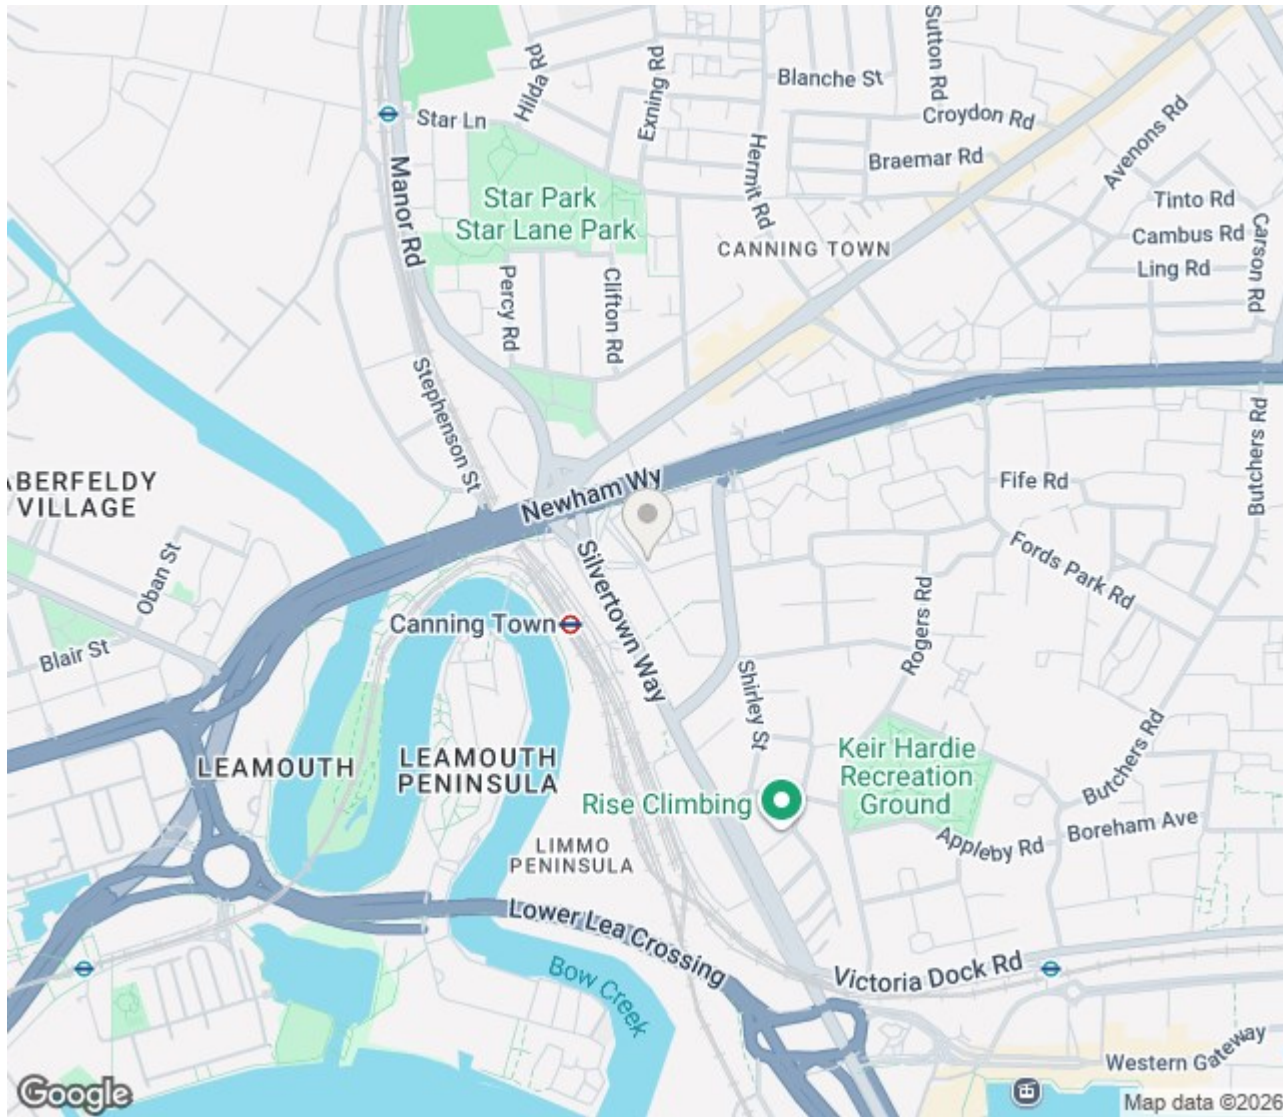 Sutton Rd
Hilda Rd
Exning Rd
Blanche St
Star Ln
Croydon Rd
Avenons Rd
Hermit Rd
Braemar Rd
Manor Rd
Star Park
Star Lane Park
Tinto Rd
Carson Rd
CANNING TOWN
Cambus Rd
Ling Rd
Percy Rd
Clifton Rd
Stephenson St
Butchers Rd
ABERFELDY
VILLAGE
Newham Wy
Fife Rd
Oban St
Silvertown Way
Fords Park Rd
Rogers Rd
Canning Town
Blair St
Shirley St
LEAMOUTH
LEAMOUTH
PENINSULA
Keir Hardie
Recreation
Ground
Butchers Rd
Rise Climbing
Boreham Ave
Appleby Rd
LIMMO
PENINSULA
Lower Lea Crossing
Bow Creek
Victoria Dock Rd
Western Gateway
Google
Map data ©2026